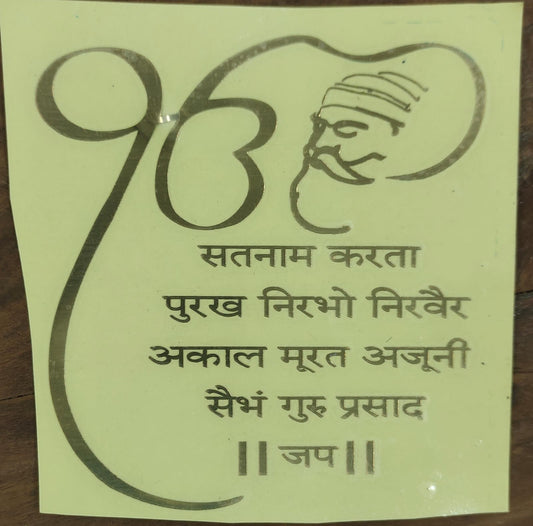 ੴ
सतनाम करता
पुरख निरभो निरवैर
अकाल मूरत अजूनी
सैभं गुरु प्रसाद
|| जप ||